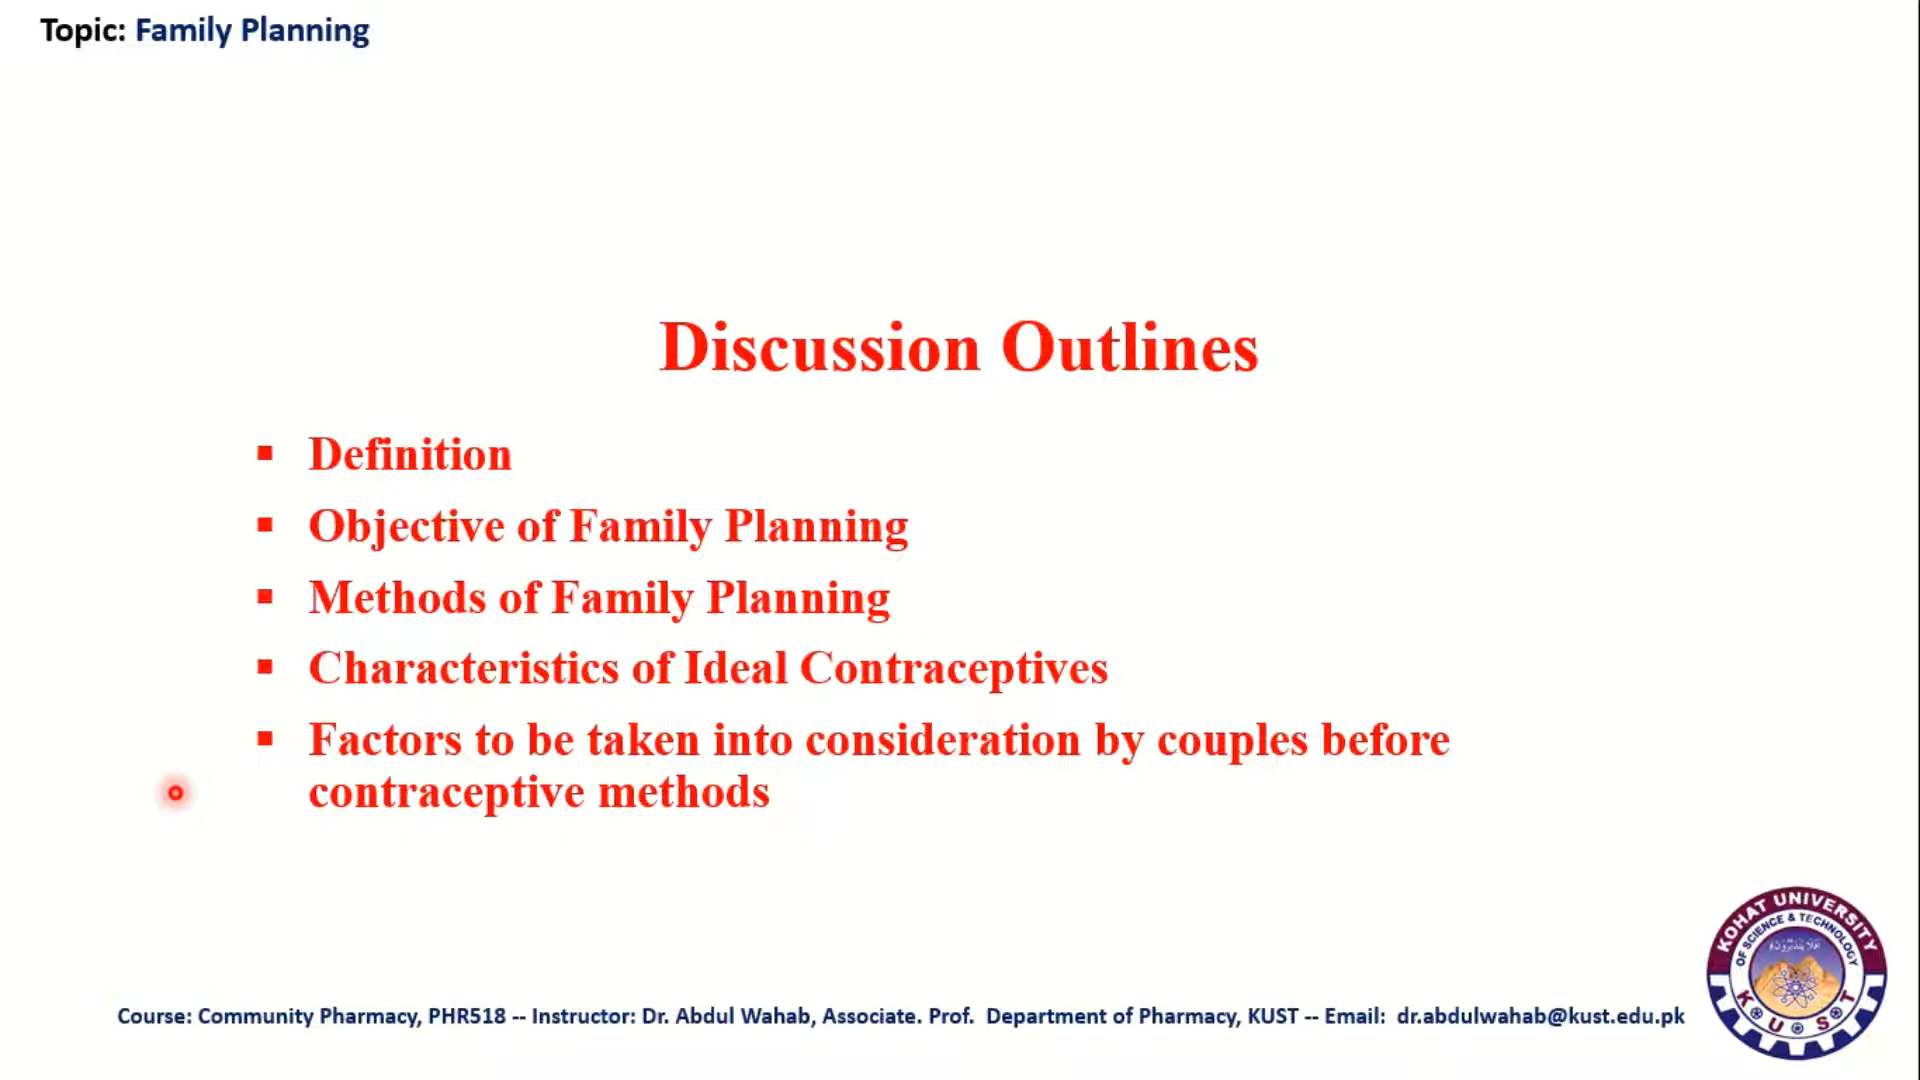 Topic: Family Planning
Discussion Outlines
▪ Definition
▪ Objective of Family Planning
▪ Methods of Family Planning
▪ Characteristics of Ideal Contraceptives
▪ Factors to be taken into consideration by couples before
contraceptive methods
KOHAT UNIVERSITY
OF SCIENCE & TECHNOLOGY
K U S T
Course: Community Pharmacy, PHR518 -- Instructor: Dr. Abdul Wahab, Associate. Prof. Department of Pharmacy, KUST -- Email: dr.abdulwahab@kust.edu.pk